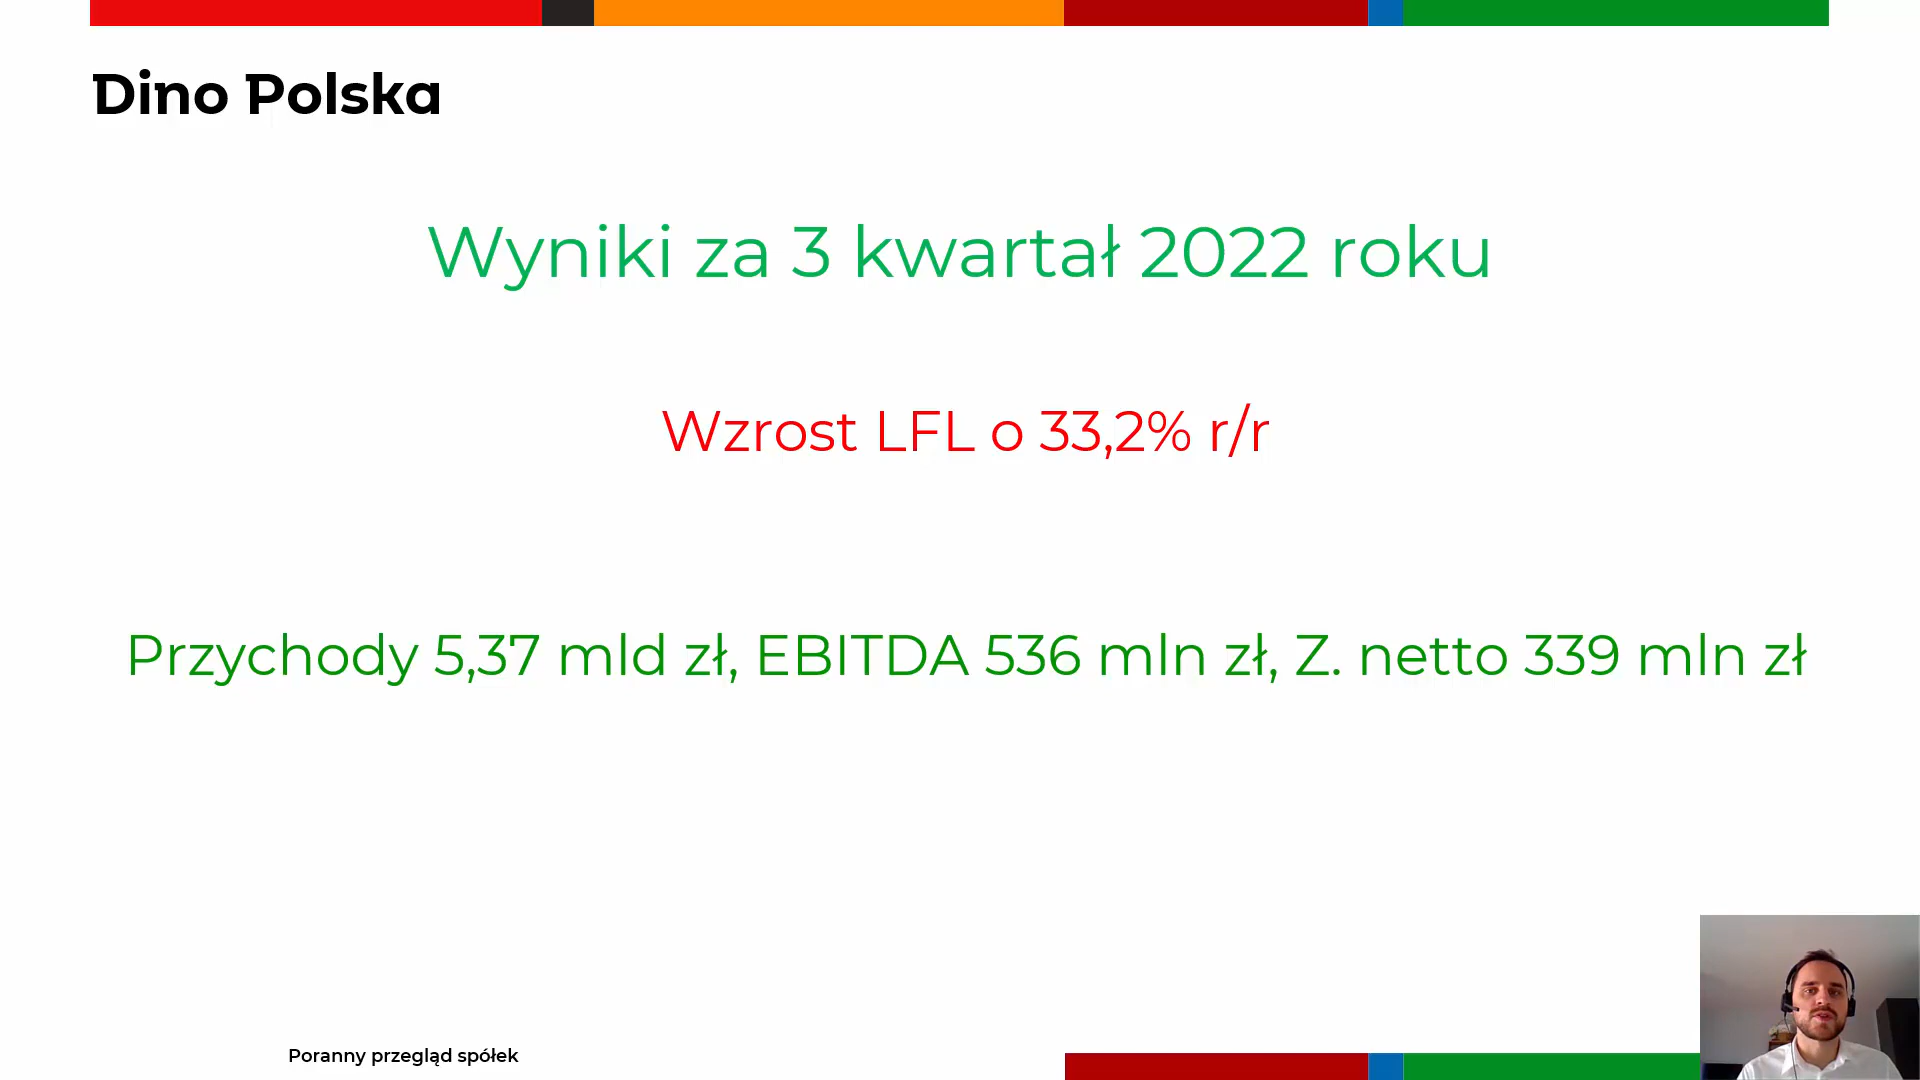 Dino Polska
Wyniki za 3 kwartał 2022 roku
Wzrost LFL o 33,2% r/r
Przychody 5,37 mld zł, EBITDA 536 mln zł, Z. netto 339 mln zł
Poranny przegląd spółek